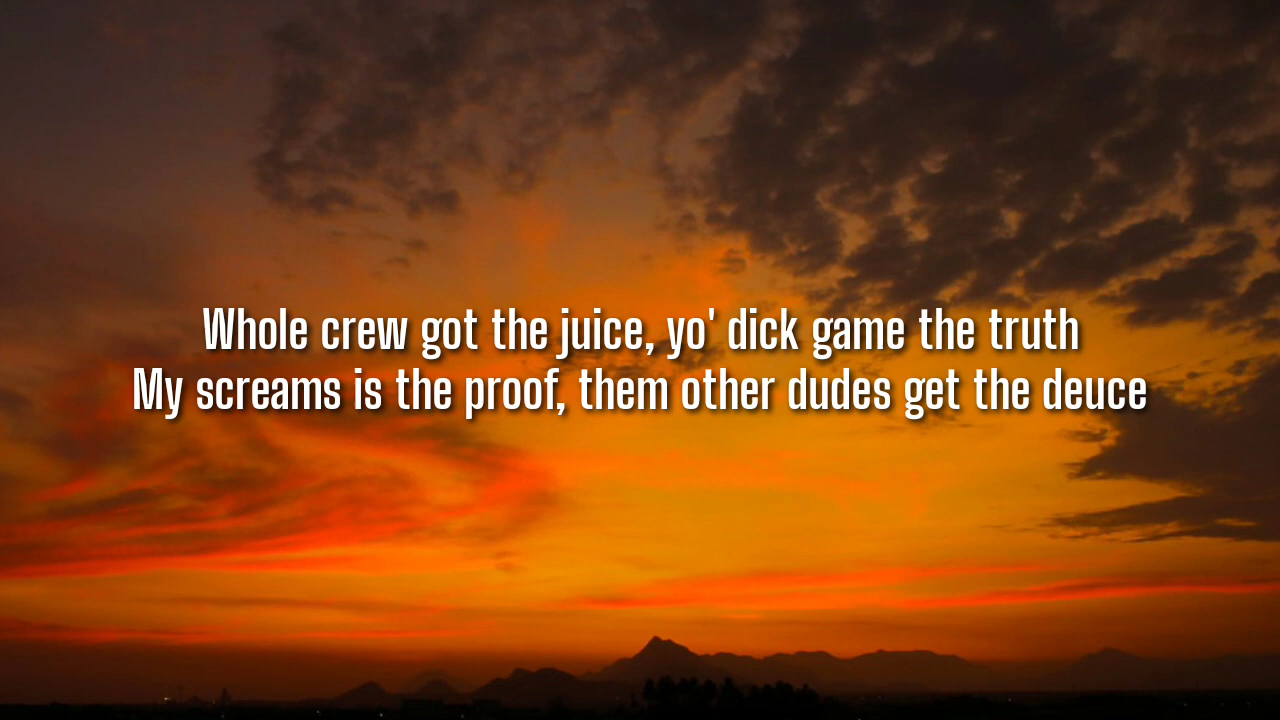 Whole crew got the juice, yo' dick game the truth
My screams is the proof, them other dudes get the deuce